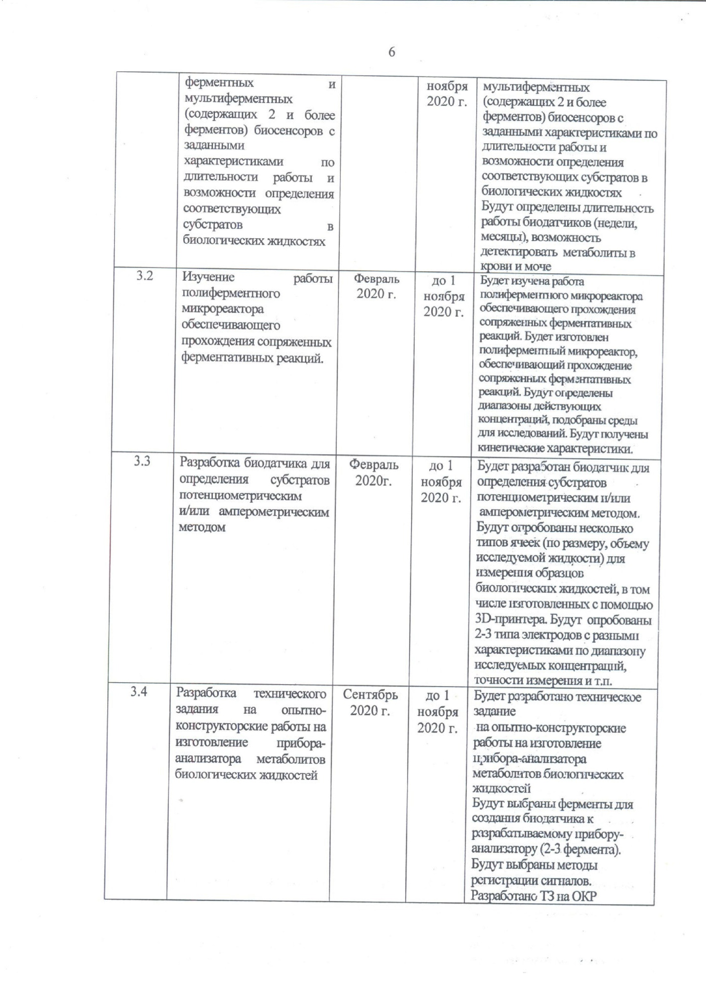 6
ферментных и
мультиферментных
(содержащих 2 и более
ферментов) биосенсоров с
заданными
характеристиками по
длительности работы и
возможности определения
соответствующих
субстратов в
биологических жидкостях
ноября
2020 г.
мультиферментных
(содержащих 2 и более
ферментов) биосенсоров с
заданными характеристиками по
длительности работы и
возможности определения
соответствующих субстратов в
биологических жидкостях
Будут определены длительность
работы биодатчиков (недели,
месяцы), возможность
детектировать метаболиты в
крови и моче
3.2
Изучение работы
полиферментного
микрореактора
обеспечивающего
прохождения сопряженных
ферментативных реакций.
Февраль
2020 г.
до 1
ноября
2020 г.
Будет изучена работа
полиферментного микрореактора
обеспечивающего прохождения
сопряженных ферментативных
реакций. Будет изготовлен
полиферментный микрореактор,
обеспечивающий прохождение
сопряженных ферментативных
реакций. Будут определены
диапазоны действующих
концентраций, подобраны среды
для исследований. Будут получены
кинетические характеристики.
3.3
Разработка биодатчика для
определения субстратов
потенциометрическим
и/или амперометрическим
методом
Февраль
2020г.
до 1
ноября
2020 г.
Будет разработан биодатчик для
определения субстратов
потенциометрическим и/или
амперометрическим методом.
Будут опробованы несколько
типов ячеек (по размеру, объему
исследуемой жидкости) для
измерения образцов
биологических жидкостей, в том
числе изготовленных с помощью
3D-принтера. Будут опробованы
2-3 типа электродов с разными
характеристиками по диапазону
исследуемых концентраций,
точности измерения и т.п.
3.4
Разработка технического
задания на опытно-
конструкторские работы на
изготовление прибора-
анализатора метаболитов
биологических жидкостей
Сентябрь
2020 г.
до 1
ноября
2020 г.
Будет разработано техническое
задание
на опытно-конструкторские
работы на изготовление
прибора-анализатора
метаболитов биологических
жидкостей
Будут выбраны ферменты для
создания биодатчика к
разрабатываемому прибору-
анализатору (2-3 фермента).
Будут выбраны методы
регистрации сигналов.
Разработано ТЗ на ОКР